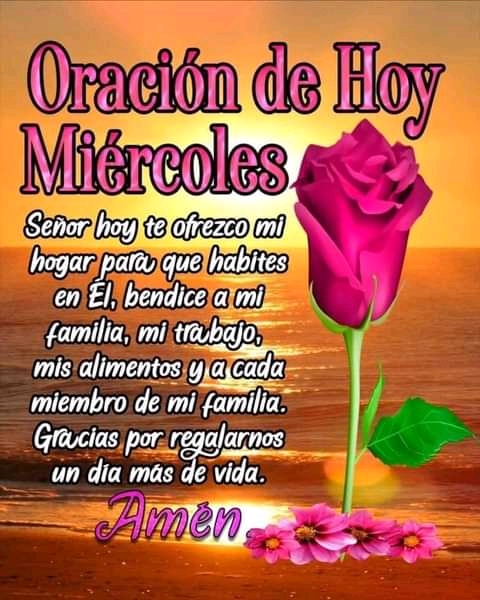 Oración de Hoy
Miércoles
Señor hoy te ofrezco mi
hogar para que habites
en Él, bendice a mi
familia, mi trabajo,
mis alimentos y a cada
miembro de mi familia.
Gracias por regalarnos
un día más de vida.
Amén